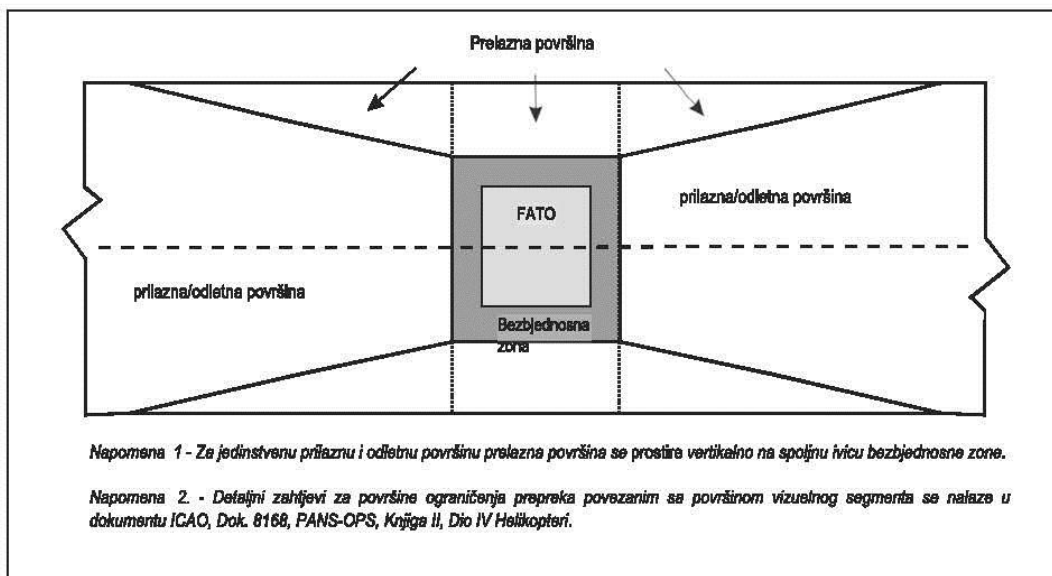 Prelazna površina
FATO
prilazna/odletna površina
prilazna/odletna površina
Bezbjednosna
zona
Napomena 1 - Za jedinstvenu prilaznu i odletnu površinu prelazna površina se prostire vertikalno na spoljnu ivicu bezbjednosne zone.
Napomena 2. - Detaljni zahtjevi za površine ograničenja prepreka povezanim sa površinom vizuelnog segmenta se nalaze u
dokumentu ICAO, Dok. 8168, PANS-OPS, Knjiga II, Dio IV Helikopteri.